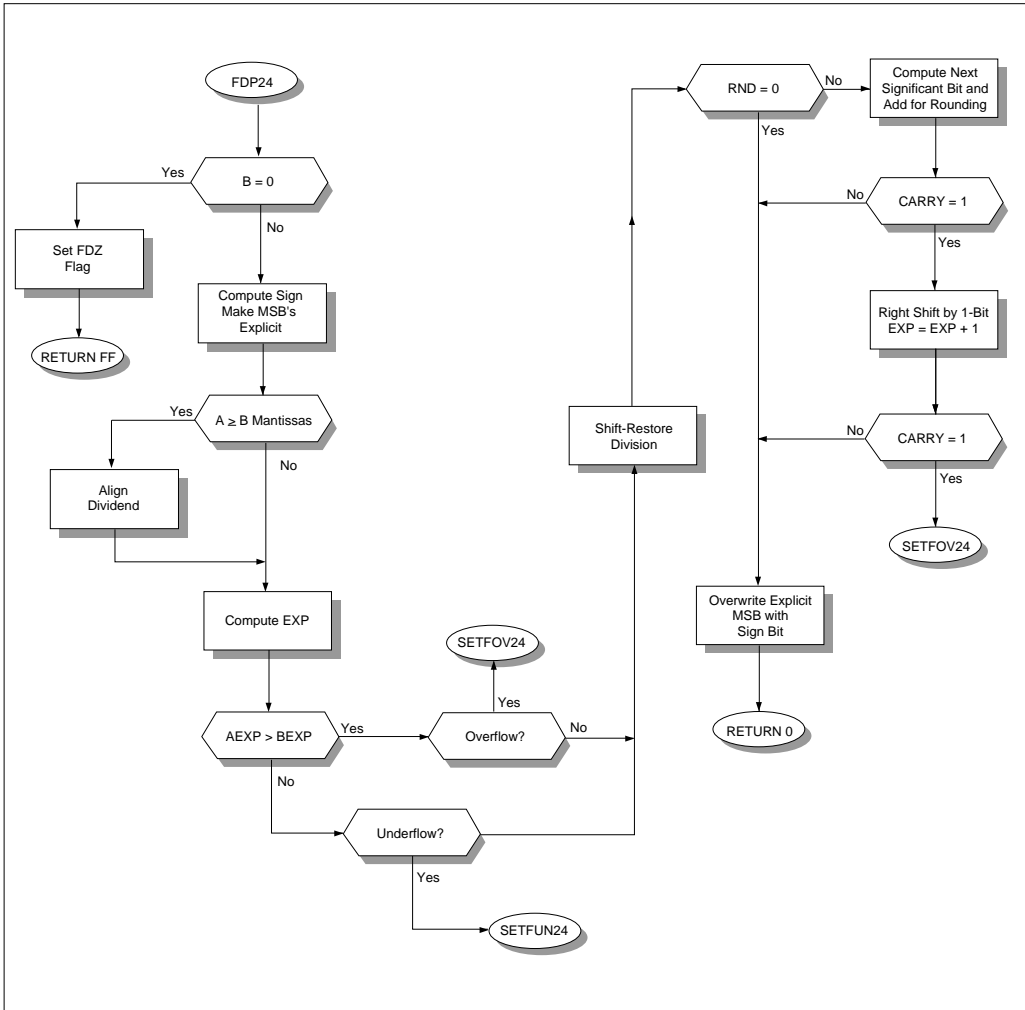 FDP24
B = 0
Yes
No
Set FDZ
Flag
RETURN FF
Compute Sign
Make MSB's
Explicit
A ≥ B Mantissas
Yes
No
Align
Dividend
Compute EXP
AEXP > BEXP
Yes
No
SETFOV24
Yes
Overflow?
No
Underflow?
Yes
SETFUN24
Shift-Restore
Division
RND = 0
No
Yes
Compute Next
Significant Bit and
Add for Rounding
No
CARRY = 1
Yes
Right Shift by 1-Bit
EXP = EXP + 1
No
CARRY = 1
Yes
SETFOV24
Overwrite Explicit
MSB with
Sign Bit
RETURN 0